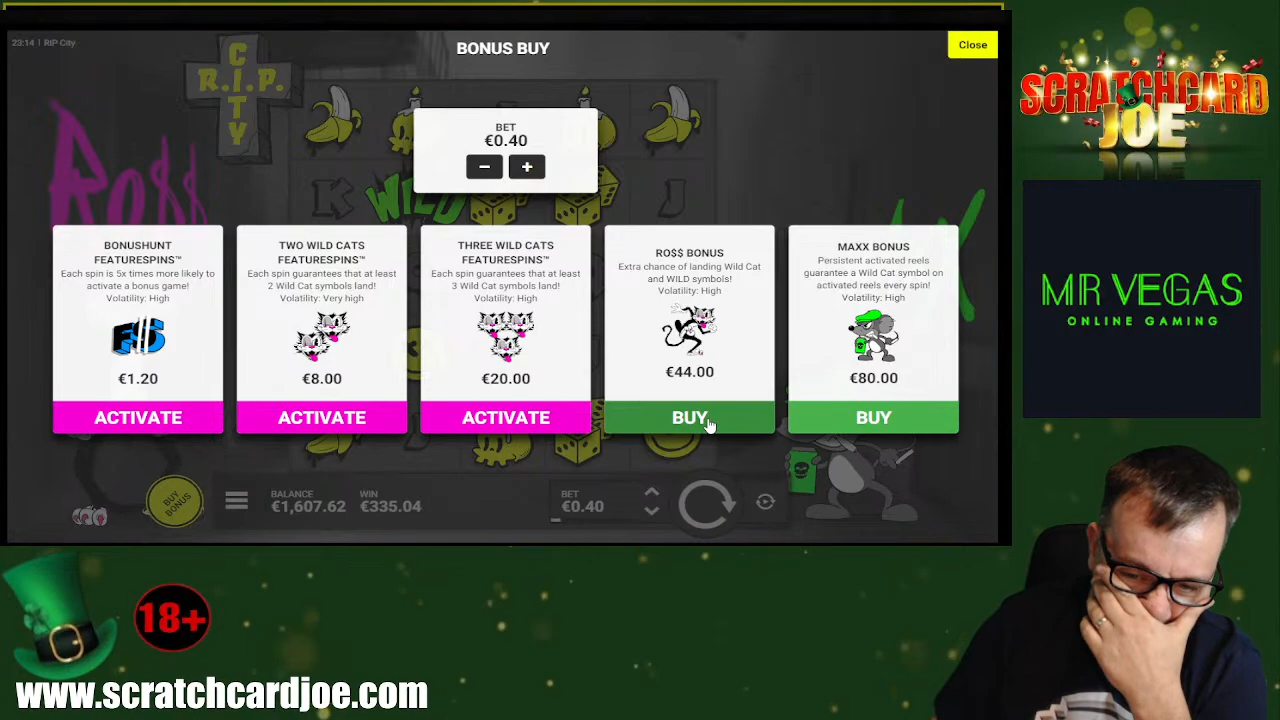 23:14 | RIP City
BONUS BUY
Close
R.I.P.
CITY
BET
€0.40
−
+
Ro$$
WILD
K
J
BONUSHUNT
FEATURESPINS™
Each spin is 5x times more likely to
activate a bonus game!
Volatility: High
FS
€1.20
ACTIVATE
TWO WILD CATS
FEATURESPINS™
Each spin guarantees that at least
2 Wild Cat symbols land!
Volatility: Very high
€8.00
ACTIVATE
THREE WILD CATS
FEATURESPINS™
Each spin guarantees that at least
3 Wild Cat symbols land!
Volatility: High
€20.00
ACTIVATE
RO$$ BONUS
Extra chance of landing Wild Cat
and WILD symbols!
Volatility: High
€44.00
BUY
MAXX BONUS
Persistent activated reels
guarantee a Wild Cat symbol on
activated reels every spin!
Volatility: High
€80.00
BUY
BUY
BONUS
BALANCE
€1,607.62
WIN
€335.04
BET
€0.40
SCRATCHCARD
JOE
MR VEGAS
ONLINE GAMING
18+
www.scratchcardjoe.com